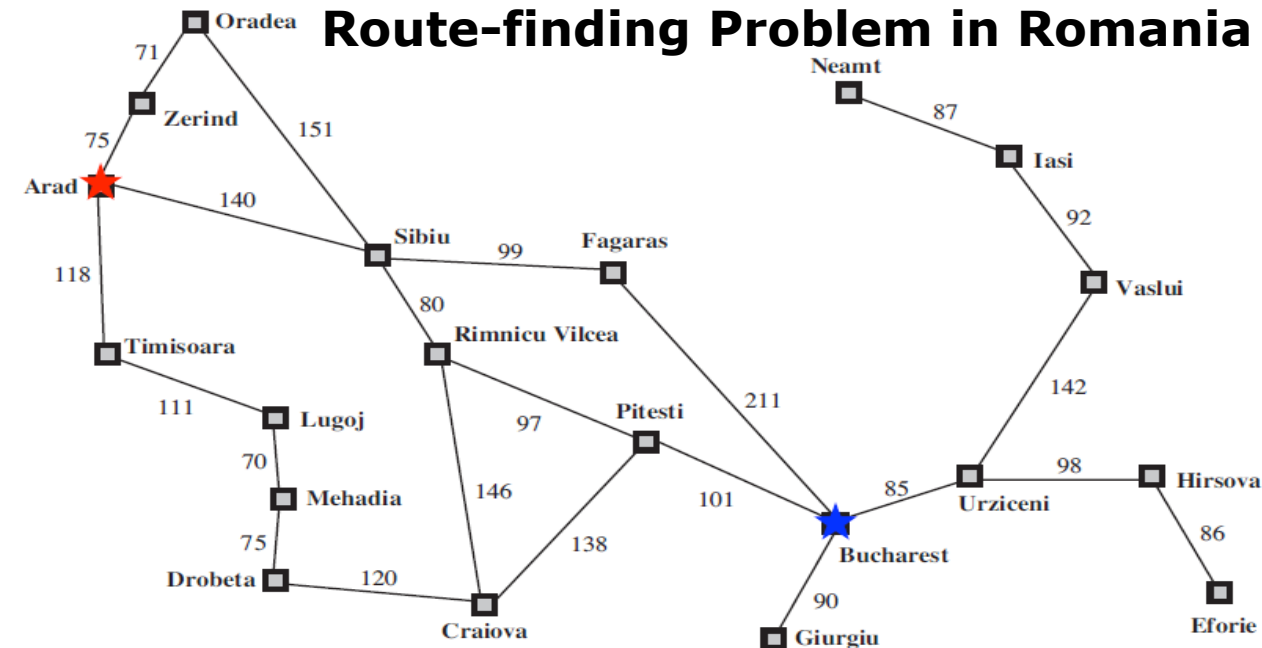 Oradea
Route-finding Problem in Romania
71
Neamt
Zerind
87
75
151
Iasi
Arad
140
92
Sibiu
99
Fagaras
118
80
Vaslui
Timisoara
Rimnicu Vilcea
142
111
Lugoj
97
Pitesti
211
70
98
Hirsova
Mehadia
146
101
85
Urziceni
75
138
86
Bucharest
Drobeta
120
90
Craiova
Giurgiu
Eforie